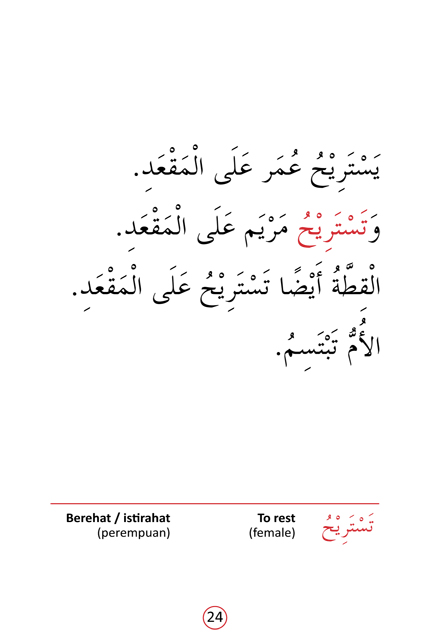 يَسْتَرِيْحُ عُمَر عَلَى الْمَقْعَدِ.
وَتَسْتَرِيْحُ مَرْيَم عَلَى الْمَقْعَدِ.
الْقِطَّةُ أَيْضًا تَسْتَرِيْحُ عَلَى الْمَقْعَدِ.
الأُمُّ تَبْتَسِمُ.
Berehat / istirahat To rest تَسْتَرِيْحُ
(perempuan) (female)
24